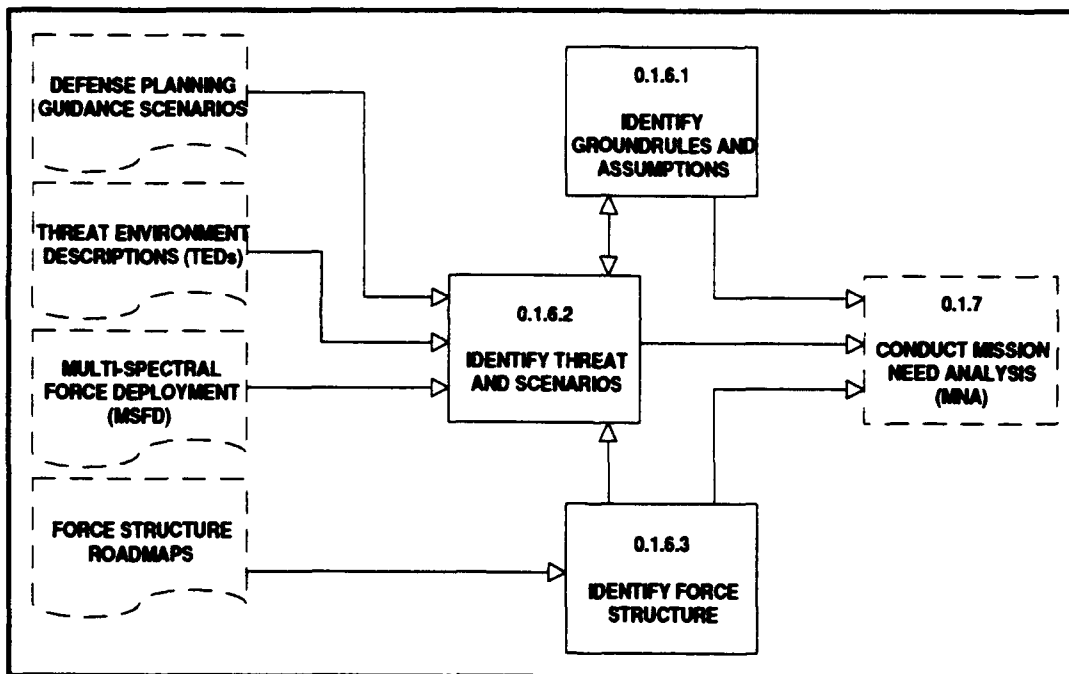 DEFENSE PLANNING
GUIDANCE SCENARIOS
THREAT ENVIRONMENT
DESCRIPTIONS (TEDs)
MULTI-SPECTRAL
FORCE DEPLOYMENT
(MSFD)
FORCE STRUCTURE
ROADMAPS
0.1.6.1
IDENTIFY
GROUNDRULES AND
ASSUMPTIONS
0.1.6.2
IDENTIFY THREAT
AND SCENARIOS
0.1.6.3
IDENTIFY FORCE
STRUCTURE
0.1.7
CONDUCT MISSION
NEED ANALYSIS
(MNA)